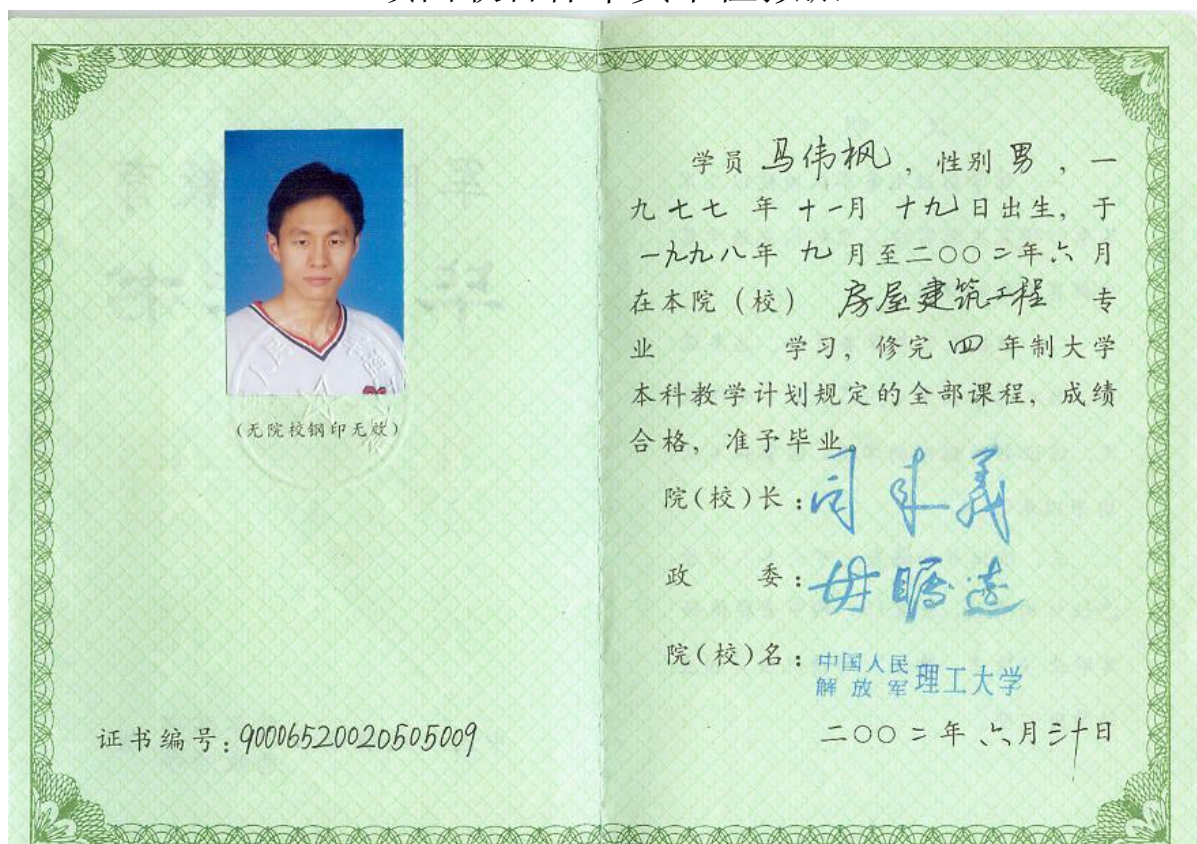 (无院校钢印无效)
证书编号:90006520020505009
学员 马伟枫 ,性别 男 ,一
九七七 年 十一月 十九日出生,于
一九九八年 九 月至二〇〇二年六 月
在本院(校) 房屋建筑工程 专
业 学习,修完 四 年制大学
本科教学计划规定的全部课程,成绩
合格,准予毕业。
院(校)长:闫来义
政 委:
院(校)名:中国人民解放军理工大学
二〇〇二年 六月三十日